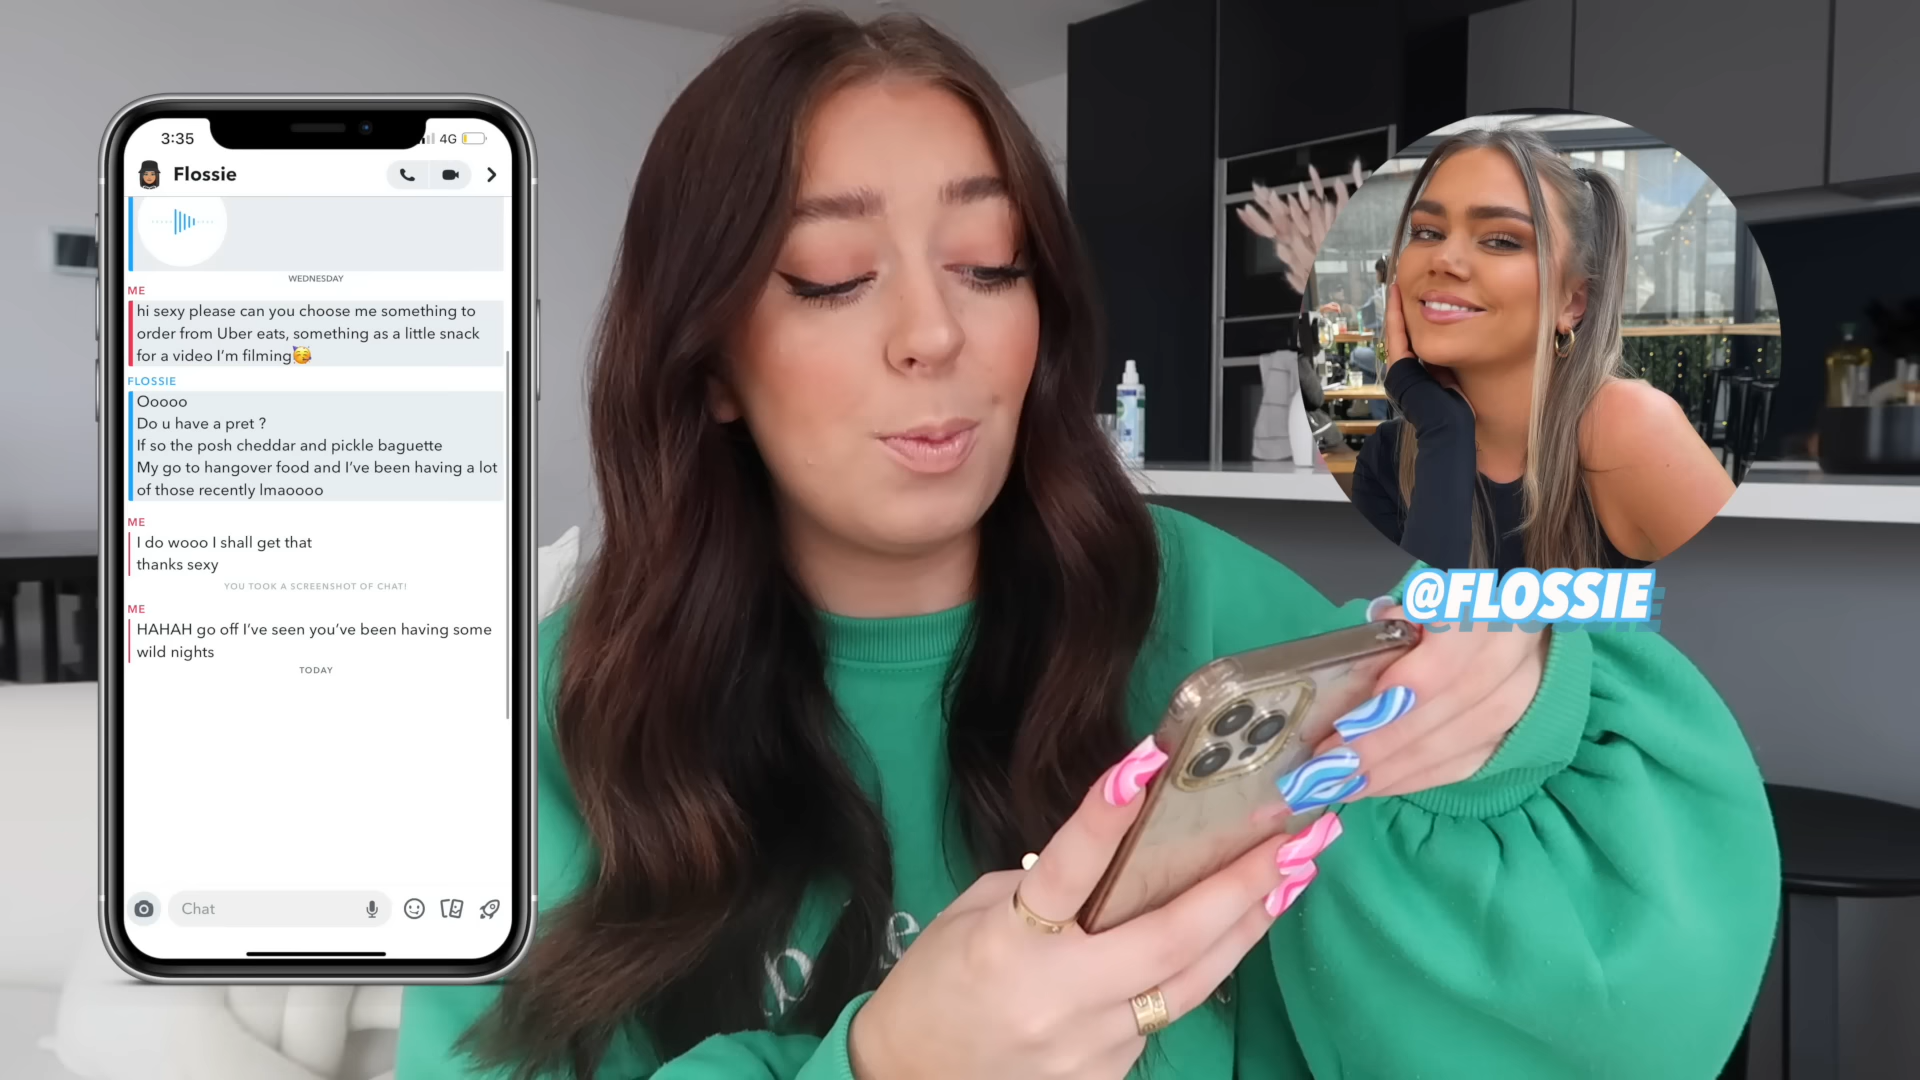 3:35
4G
Flossie
WEDNESDAY
ME
hi sexy please can you choose me something to
order from Uber eats, something as a little snack
for a video I'm filming🥳
FLOSSIE
Ooooo
Do u have a pret ?
If so the posh cheddar and pickle baguette
My go to hangover food and I've been having a lot
of those recently lmaoooo
ME
I do wooo I shall get that
thanks sexy
YOU TOOK A SCREENSHOT OF CHAT!
ME
HAHAH go off I've seen you've been having some
wild nights
TODAY
Chat
@FLOSSIE